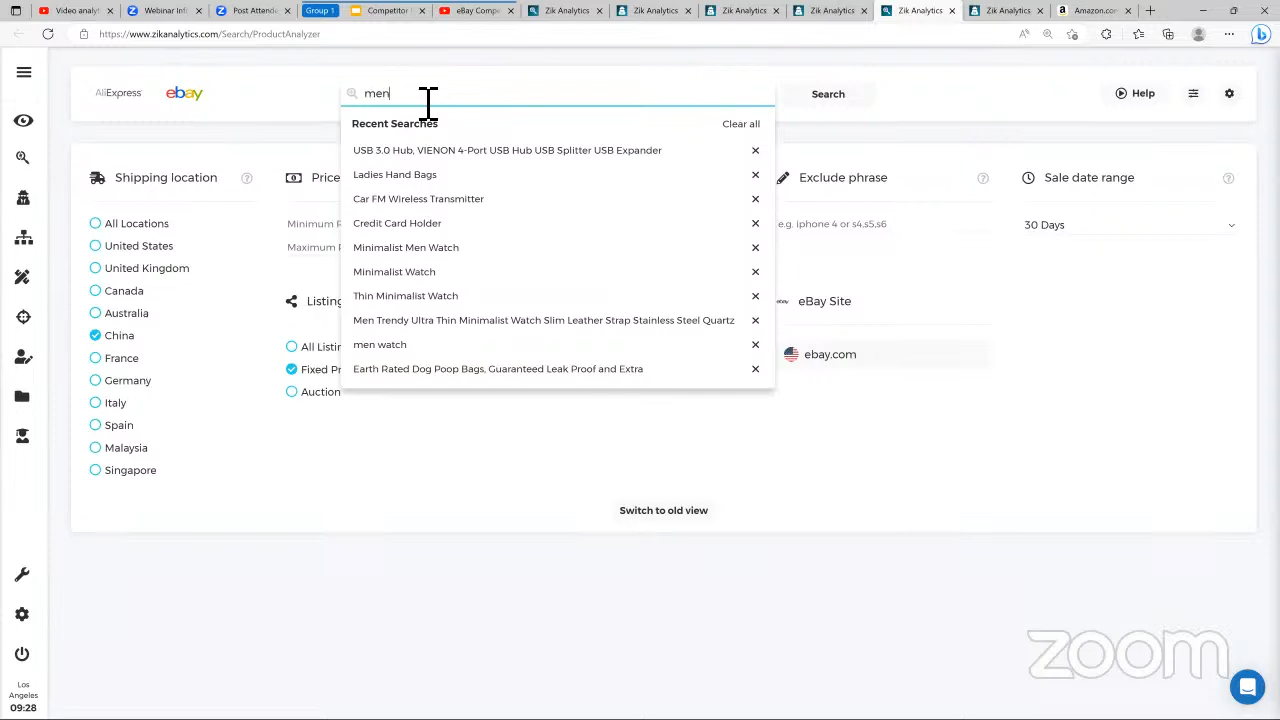 Video analy
Webinar Inf
Post Attend
Group 1
Competitor
eBay Comp
Zik Analytics
Zik Analytics
Zik Analytics
Zik Analytics
Zik Analytics
Zik Analytics
Amazon.com
https://www.zikanalytics.com/Search/ProductAnalyzer
AliExpress
ebay
men
Search
Help
Recent Searches
Clear all
USB 3.0 Hub, VIENON 4-Port USB Hub USB Splitter USB Expander
Ladies Hand Bags
Car FM Wireless Transmitter
Credit Card Holder
Minimalist Men Watch
Minimalist Watch
Thin Minimalist Watch
Men Trendy Ultra Thin Minimalist Watch Slim Leather Strap Stainless Steel Quartz
men watch
Earth Rated Dog Poop Bags, Guaranteed Leak Proof and Extra
Shipping location
All Locations
United States
United Kingdom
Canada
Australia
China
France
Germany
Italy
Spain
Malaysia
Singapore
Price
Minimum
Maximum
Listing
All Listin
Fixed Pr
Auction
Exclude phrase
e.g. iphone 4 or s4,s5,s6
eBay Site
ebay.com
Sale date range
30 Days
Switch to old view
Los
Angeles
09:28
zoom